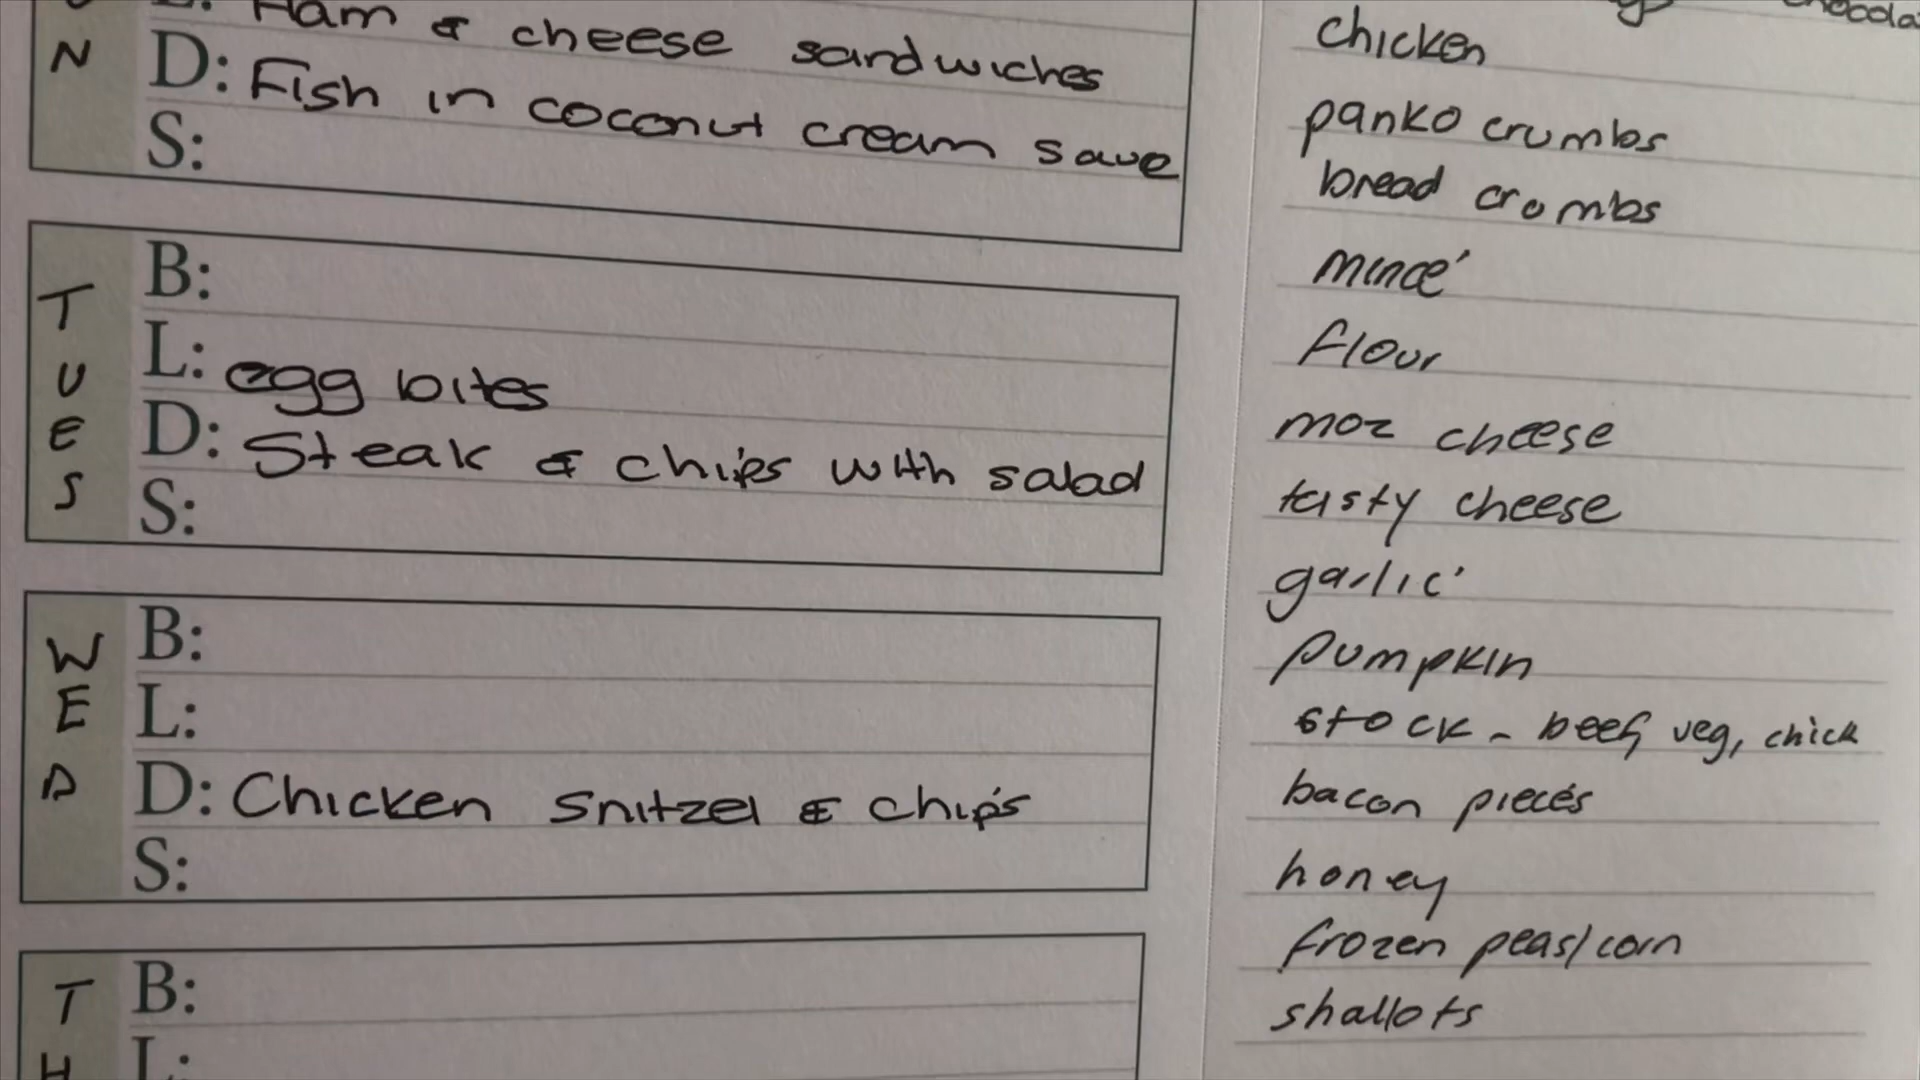 N
L: Ham & cheese sandwiches
D: Fish in coconut cream saue
S:
T
U
E
S
B:
L: egg bites
D: Steak & chips with salad
S:
W
E
D
B:
L:
D: Chicken Snitzel & chips
S:
T
H
B:
L:
chicken
panko crumbs
bread crombs
mince
flour
moz cheese
tasty cheese
garlic
pumpkin
stock - beef, veg, chick
bacon pieces
honey
frozen peas/corn
shallots